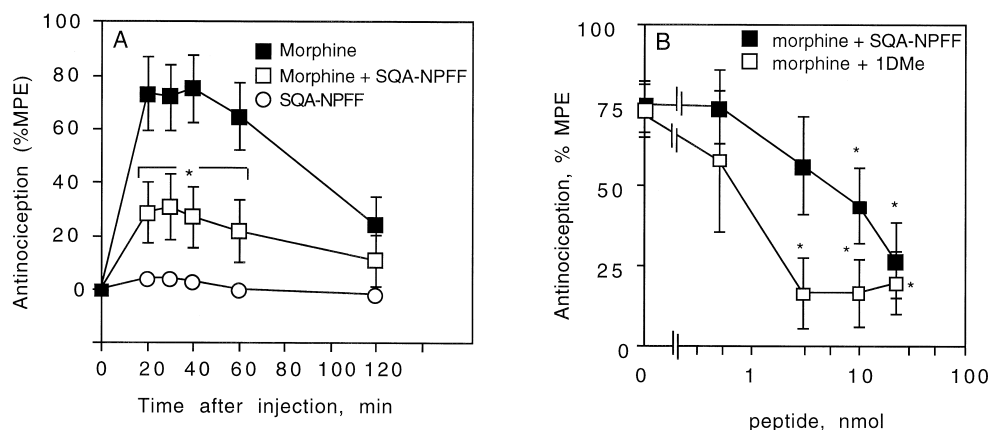 A
Morphine
Morphine + SQA-NPFF
SQA-NPFF
*
100
80
60
40
20
0
Antinociception (%MPE)
0 20 40 60 80 100 120
Time after injection, min
B
morphine + SQA-NPFF
morphine + 1DMe
*
*
*
*
*
100
75
50
25
0
Antinociception, % MPE
0 1 10 100
peptide, nmol